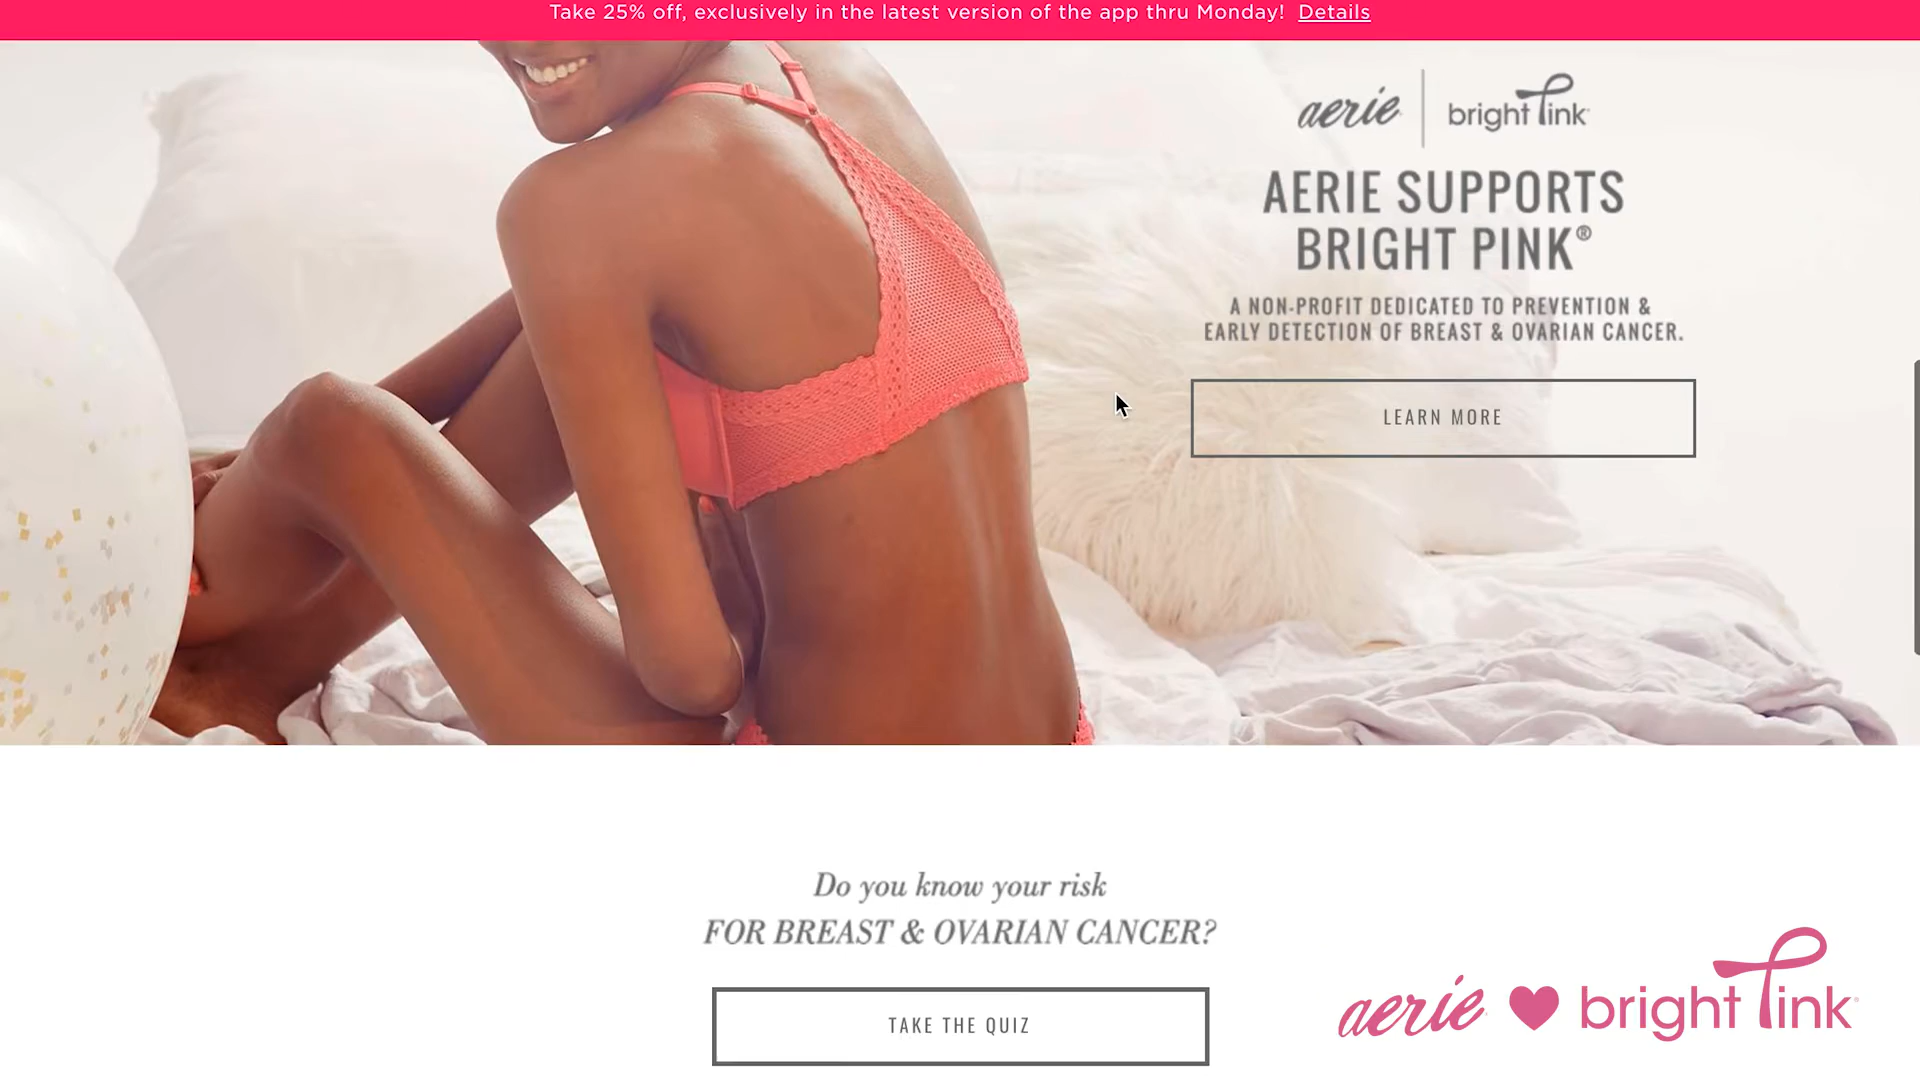 Take 25% off, exclusively in the latest version of the app thru Monday! Details
aerie | bright pink
AERIE SUPPORTS
BRIGHT PINK®
A NON-PROFIT DEDICATED TO PREVENTION &
EARLY DETECTION OF BREAST & OVARIAN CANCER.
LEARN MORE
Do you know your risk
FOR BREAST & OVARIAN CANCER?
TAKE THE QUIZ
aerie bright pink